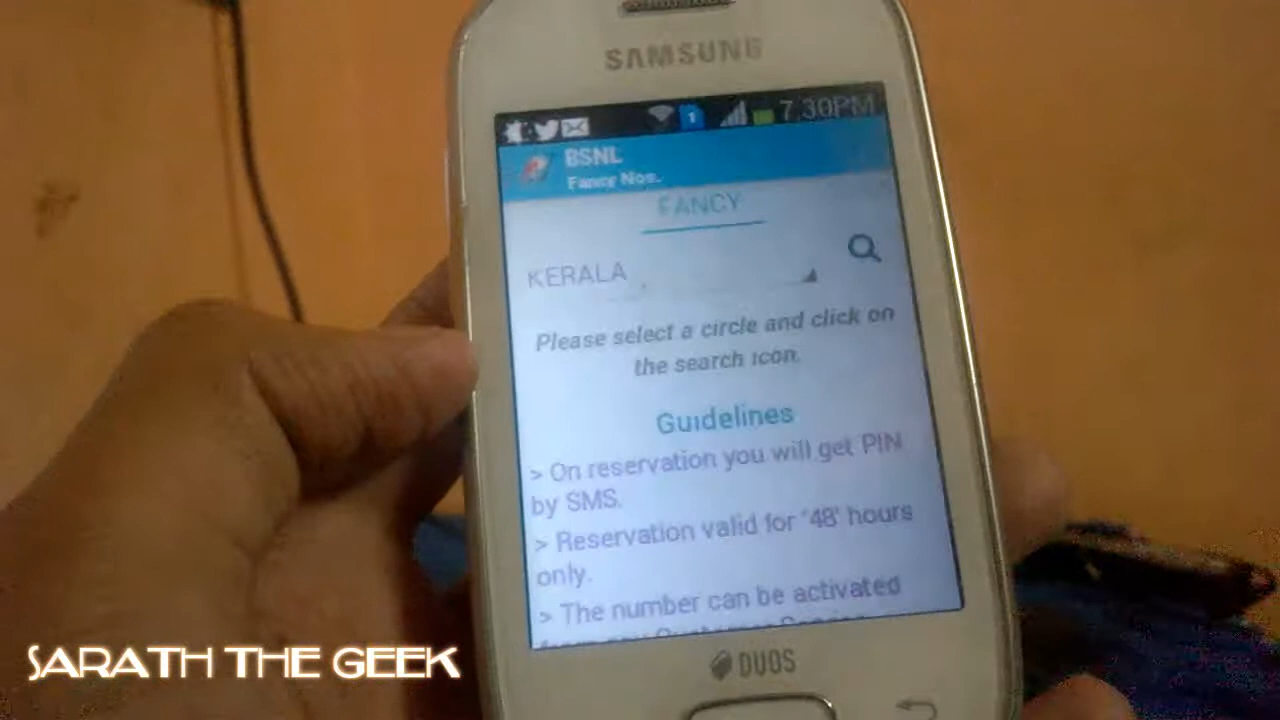 SAMSUNG
1 7.30PM
BSNL
Fancy Nos.
FANCY
KERALA
Please select a circle and click on
the search icon.
Guidelines
> On reservation you will get PIN
by SMS.
> Reservation valid for '48' hours
only.
> The number can be activated
DUOS
SARATH THE GEEK